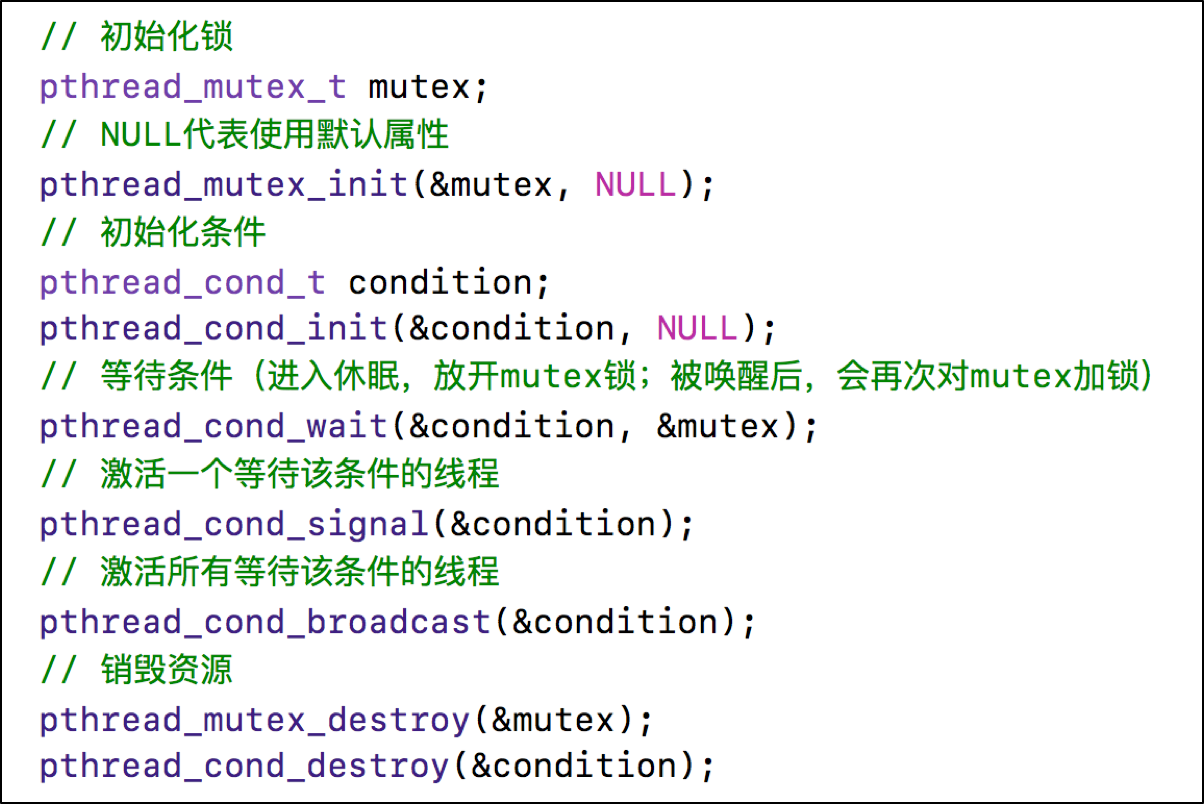 // 初始化锁
pthread_mutex_t mutex;
// NULL代表使用默认属性
pthread_mutex_init(&mutex, NULL);
// 初始化条件
pthread_cond_t condition;
pthread_cond_init(&condition, NULL);
// 等待条件（进入休眠，放开mutex锁；被唤醒后，会再次对mutex加锁）
pthread_cond_wait(&condition, &mutex);
// 激活一个等待该条件的线程
pthread_cond_signal(&condition);
// 激活所有等待该条件的线程
pthread_cond_broadcast(&condition);
// 销毁资源
pthread_mutex_destroy(&mutex);
pthread_cond_destroy(&condition);